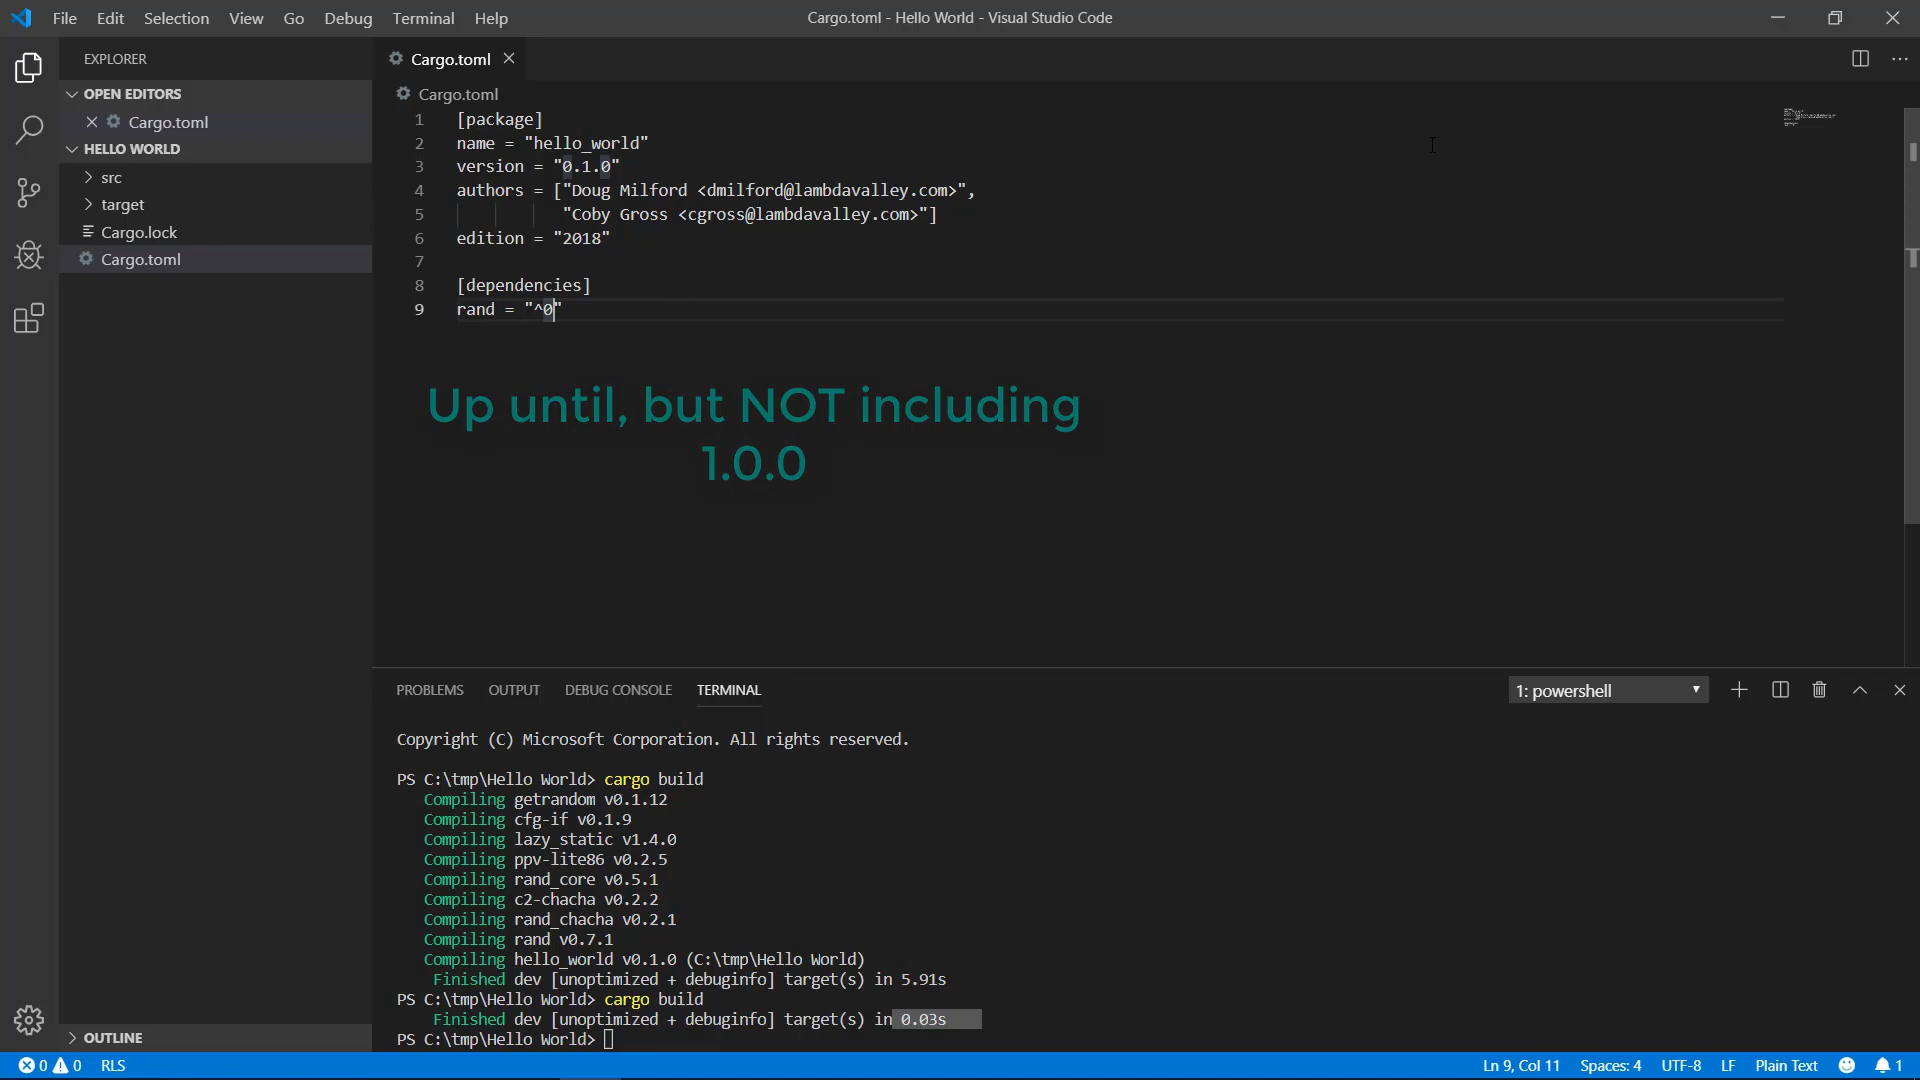 File Edit Selection View Go Debug Terminal Help
Cargo.toml - Hello World - Visual Studio Code
EXPLORER
OPEN EDITORS
Cargo.toml
HELLO WORLD
src
target
Cargo.lock
Cargo.toml
OUTLINE
Cargo.toml
Cargo.toml
1 [package]
2 name = "hello_world"
3 version = "0.1.0"
4 authors = ["Doug Milford <dmilford@lambdavalley.com>",
5 "Coby Gross <cgross@lambdavalley.com>"]
6 edition = "2018"
7
8 [dependencies]
9 rand = "^0"
Up until, but NOT including
1.0.0
PROBLEMS OUTPUT DEBUG CONSOLE TERMINAL
1: powershell
Copyright (C) Microsoft Corporation. All rights reserved.
PS C:\tmp\Hello World> cargo build
Compiling getrandom v0.1.12
Compiling cfg-if v0.1.9
Compiling lazy_static v1.4.0
Compiling ppv-lite86 v0.2.5
Compiling rand_core v0.5.1
Compiling c2-chacha v0.2.2
Compiling rand_chacha v0.2.1
Compiling rand v0.7.1
Compiling hello_world v0.1.0 (C:\tmp\Hello World)
Finished dev [unoptimized + debuginfo] target(s) in 5.91s
PS C:\tmp\Hello World> cargo build
Finished dev [unoptimized + debuginfo] target(s) in 0.03s
PS C:\tmp\Hello World>
0 0 RLS
Ln 9, Col 11 Spaces: 4 UTF-8 LF Plain Text 1